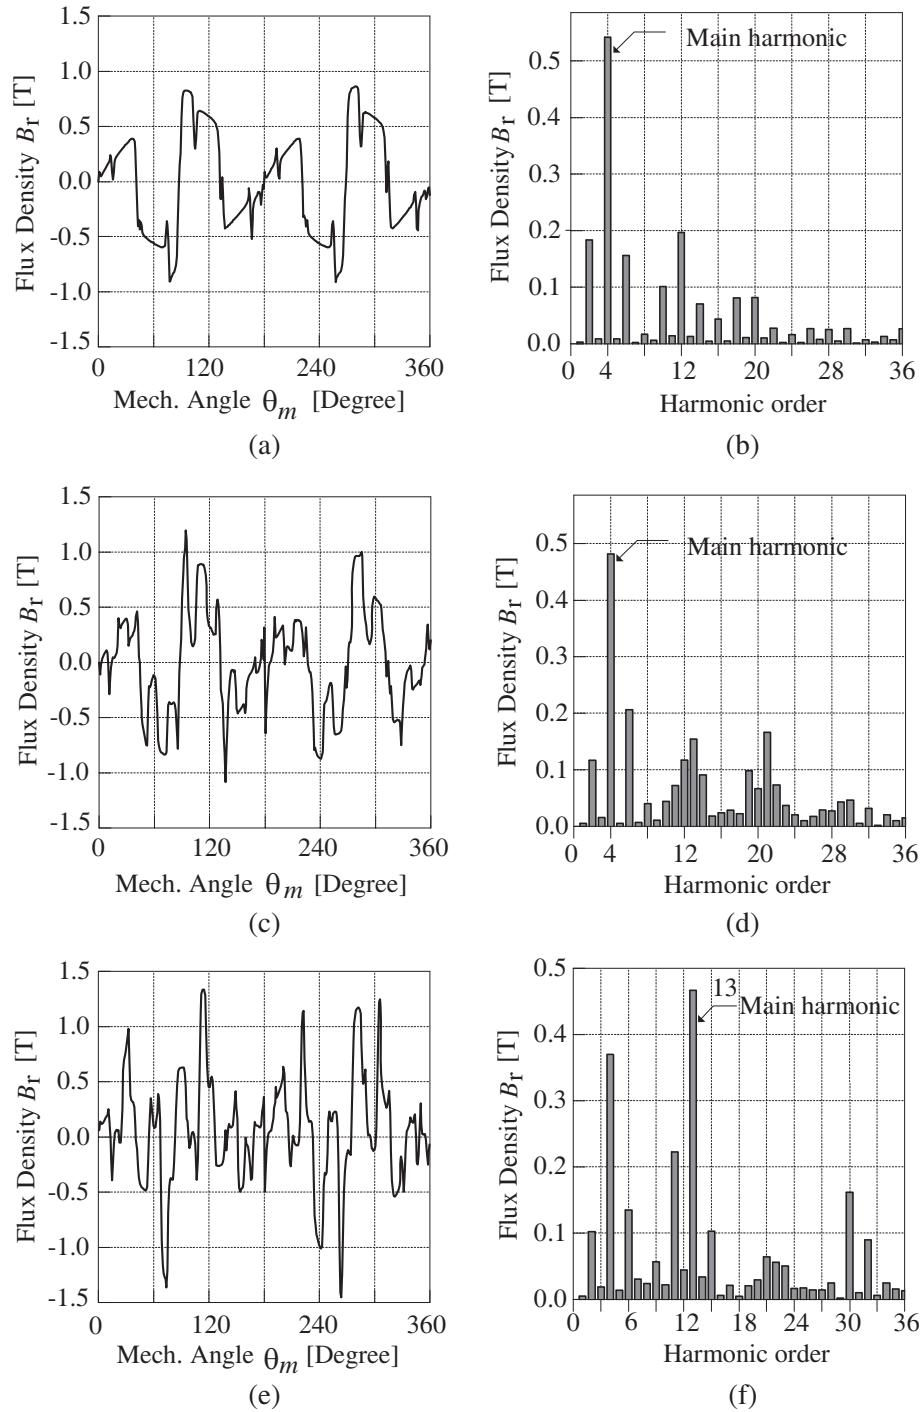 1.5
1.0
0.5
0.0
-0.5
-1.0
-1.5
Flux Density Br [T]
0 120 240 360
Mech. Angle θm [Degree]
(a)
0.5
0.4
0.3
0.2
0.1
0.0
Flux Density Br [T]
Main harmonic
0 4 12 20 28 36
Harmonic order
(b)
1.5
1.0
0.5
0.0
-0.5
-1.0
-1.5
Flux Density Br [T]
0 120 240 360
Mech. Angle θm [Degree]
(c)
0.5
0.4
0.3
0.2
0.1
0.0
Flux Density Br [T]
Main harmonic
0 4 12 20 28 36
Harmonic order
(d)
1.5
1.0
0.5
0.0
-0.5
-1.0
-1.5
Flux Density Br [T]
0 120 240 360
Mech. Angle θm [Degree]
(e)
0.5
0.4
0.3
0.2
0.1
0.0
Flux Density Br [T]
13
Main harmonic
0 6 12 18 24 30 36
Harmonic order
(f)